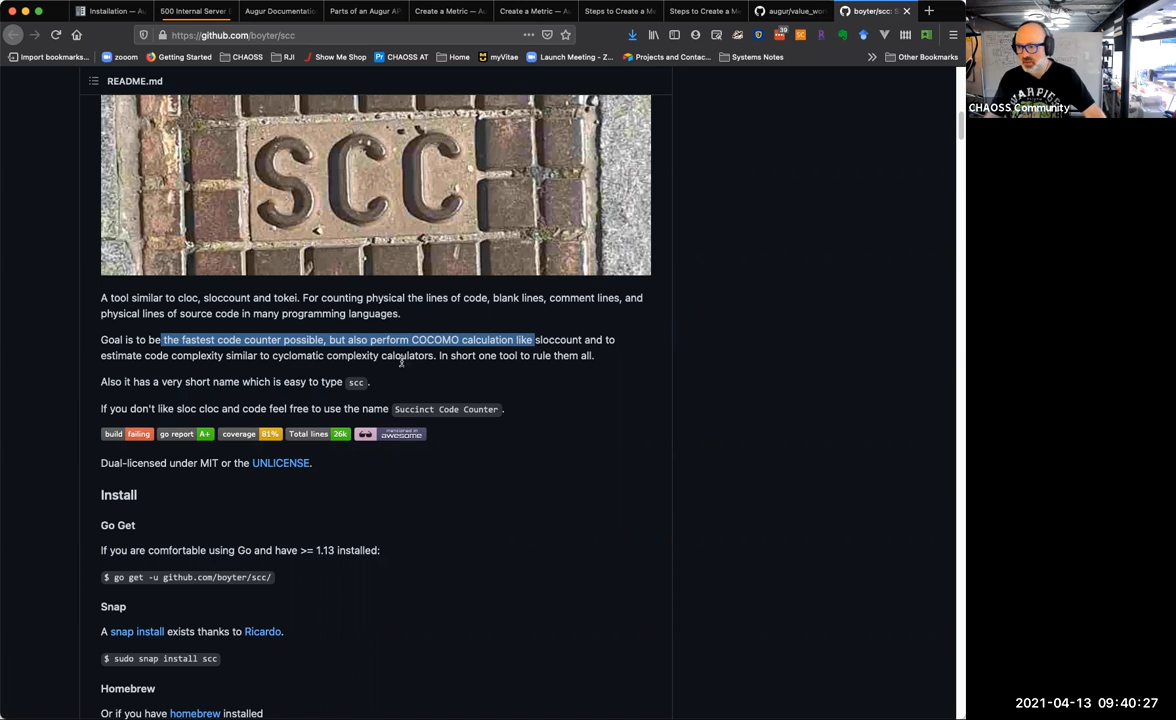 Installation — Au
500 Internal Server E
Augur Documentatio
Parts of an Augur AP
Create a Metric — Au
Create a Metric — Au
Steps to Create a Me
Steps to Create a Me
augur/value_wor
boyter/scc:
https://github.com/boyter/scc
39
Import bookmarks...
zooom
Getting Started
CHAOSS
RJI
Show Me Shop
CHAOSS AT
Home
myVitae
Launch Meeting - Z...
Projects and Contac...
Systems Notes
Other Bookmarks
README.md
SCC
A tool similar to cloc, sloccount and tokei. For counting physical the lines of code, blank lines, comment lines, and
physical lines of source code in many programming languages.
Goal is to be the fastest code counter possible, but also perform COCOMO calculation like sloccount and to
estimate code complexity similar to cyclomatic complexity calculators. In short one tool to rule them all.
Also it has a very short name which is easy to type scc.
If you don't like sloc cloc and code feel free to use the name Succinct Code Counter.
build failing go report A+ coverage 81% Total lines 26k mentioned in awesome
Dual-licensed under MIT or the UNLICENSE.
Install
Go Get
If you are comfortable using Go and have >= 1.13 installed:
$ go get -u github.com/boyter/scc/
Snap
A snap install exists thanks to Ricardo.
$ sudo snap install scc
Homebrew
Or if you have homebrew installed
CHAOSS Community
2021-04-13 09:40:27